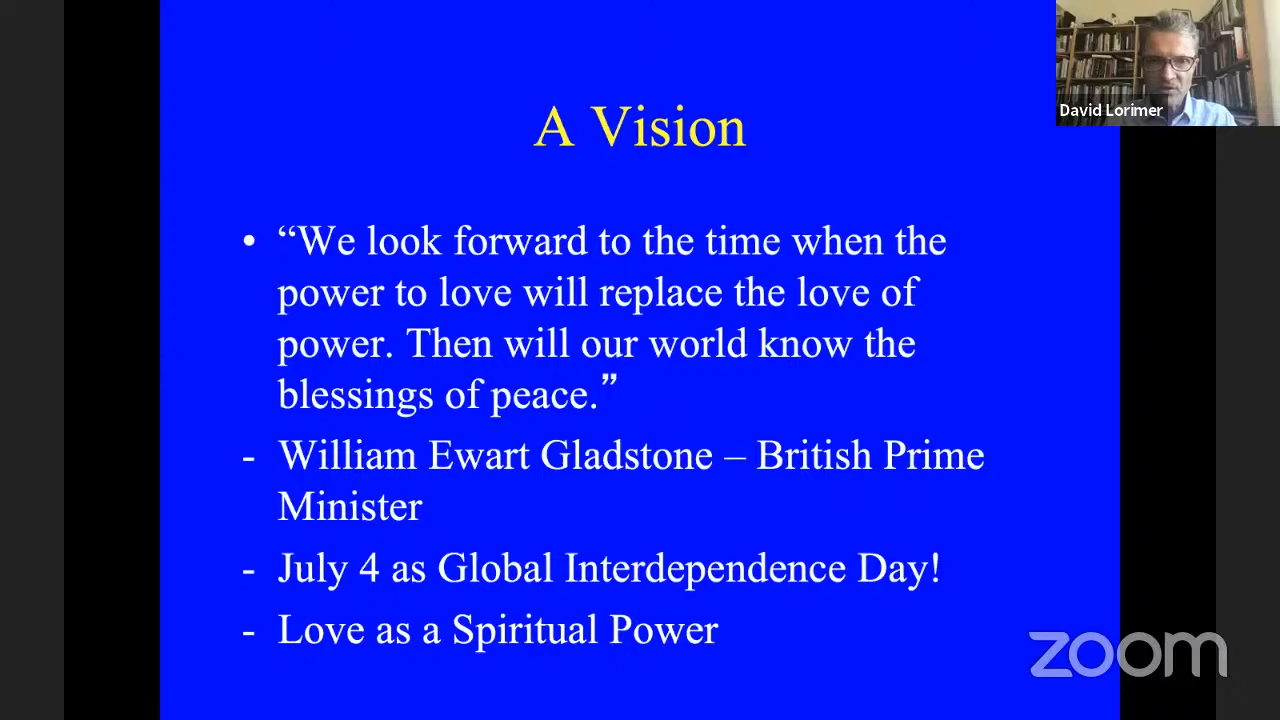 David Lorimer
A Vision
• “We look forward to the time when the
power to love will replace the love of
power. Then will our world know the
blessings of peace.”
- William Ewart Gladstone – British Prime
Minister
- July 4 as Global Interdependence Day!
- Love as a Spiritual Power
zoom